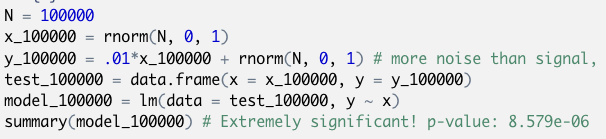 N = 100000
x_100000 = rnorm(N, 0, 1)
y_100000 = .01*x_100000 + rnorm(N, 0, 1) # more noise than signal,
test_100000 = data.frame(x = x_100000, y = y_100000)
model_100000 = lm(data = test_100000, y ~ x)
summary(model_100000) # Extremely significant! p-value: 8.579e-06